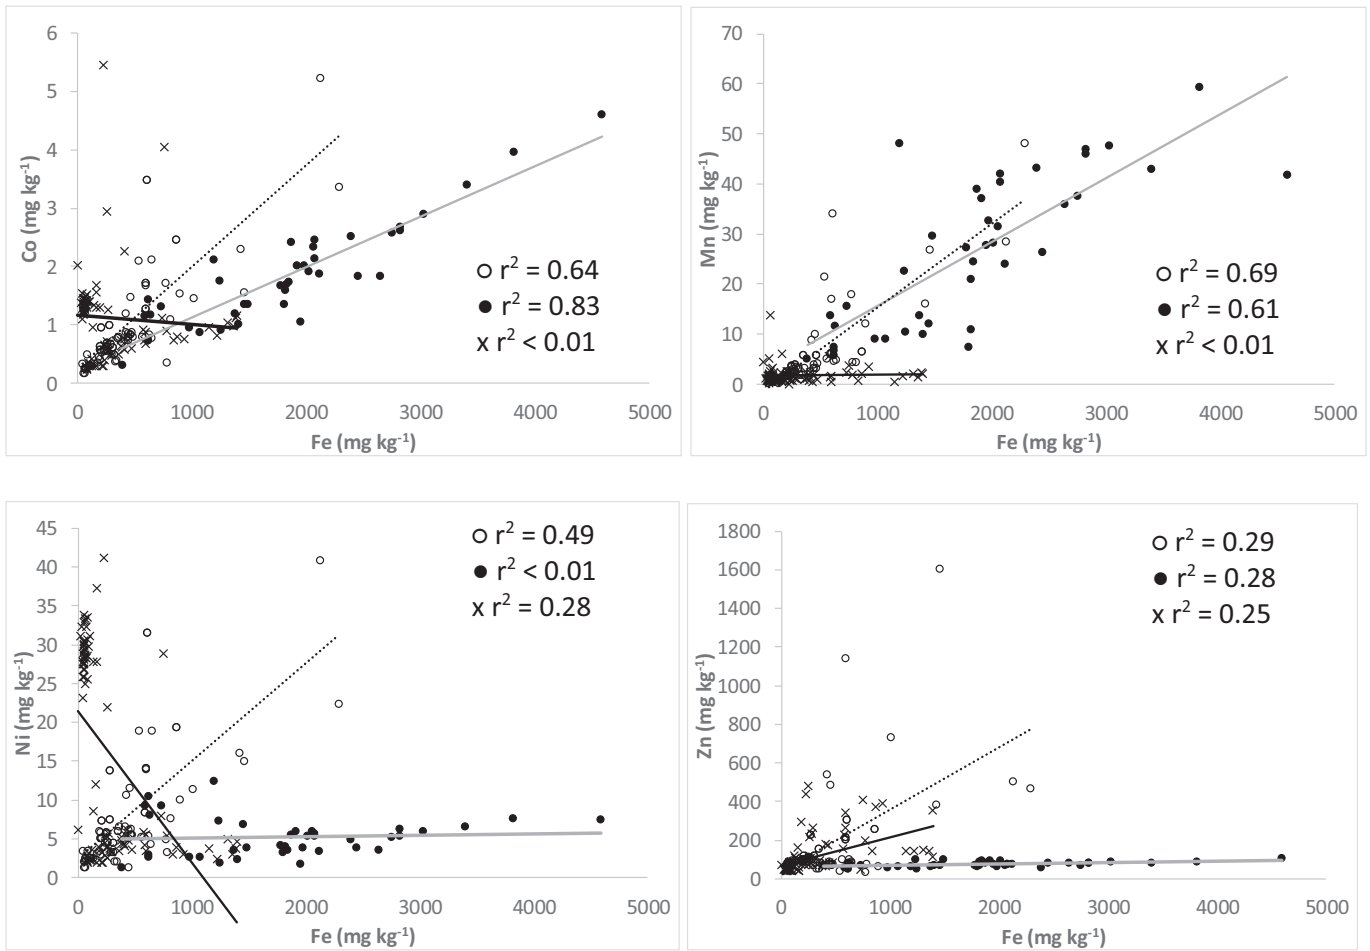 6
5
4
3
2
1
0
Co (mg kg⁻¹)
○ r² = 0.64
● r² = 0.83
x r² < 0.01
0 1000 2000 3000 4000 5000
Fe (mg kg⁻¹)
70
60
50
40
30
20
10
0
Mn (mg kg⁻¹)
○ r² = 0.69
● r² = 0.61
x r² < 0.01
0 1000 2000 3000 4000 5000
Fe (mg kg⁻¹)
45
40
35
30
25
20
15
10
5
0
Ni (mg kg⁻¹)
○ r² = 0.49
● r² < 0.01
x r² = 0.28
0 1000 2000 3000 4000 5000
Fe (mg kg⁻¹)
1800
1600
1400
1200
1000
800
600
400
200
0
Zn (mg kg⁻¹)
○ r² = 0.29
● r² = 0.28
x r² = 0.25
0 1000 2000 3000 4000 5000
Fe (mg kg⁻¹)